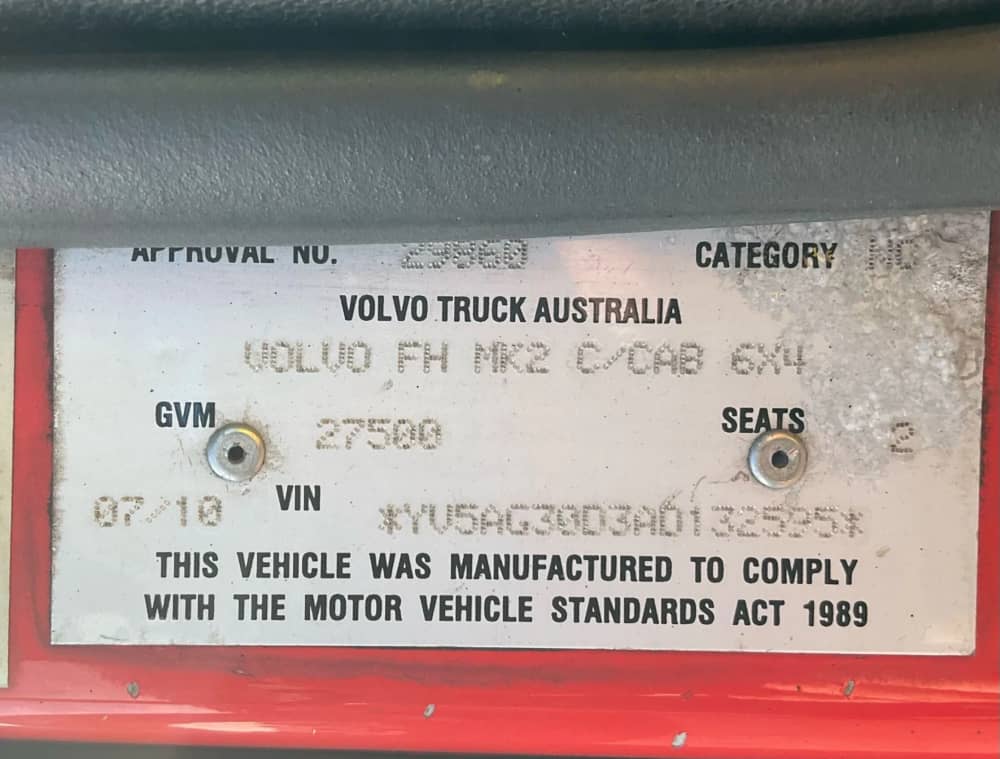 APPROVAL NO. 29860 CATEGORY NC
VOLVO TRUCK AUSTRALIA
VOLVO FH MK2 C/CAB 6X4
GVM 27500 SEATS 2
07/10 VIN *YV5AG30D3AD132595*
THIS VEHICLE WAS MANUFACTURED TO COMPLY
WITH THE MOTOR VEHICLE STANDARDS ACT 1989